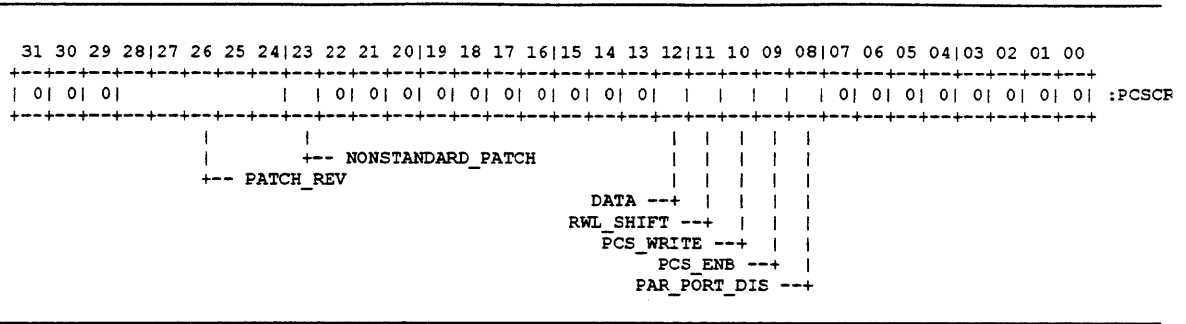 31 30 29 28|27 26 25 24|23 22 21 20|19 18 17 16|15 14 13 12|11 10 09 08|07 06 05 04|03 02 01 00
+--+--+--+--+--+--+--+--+--+--+--+--+--+--+--+--+--+--+--+--+--+--+--+--+--+--+--+--+--+--+--+--+
| 0| 0| 0|              |  | 0| 0| 0| 0| 0| 0| 0| 0| 0| 0|  |  |  |  |  | 0| 0| 0| 0| 0| 0| 0| 0| :PCSCR
+--+--+--+--+--+--+--+--+--+--+--+--+--+--+--+--+--+--+--+--+--+--+--+--+--+--+--+--+--+--+--+--+
| | | | | | |
| +-- NONSTANDARD_PATCH | | | | |
+-- PATCH_REV | | | | |
DATA --+ | | | |
RWL_SHIFT --+ | | |
PCS_WRITE --+ | |
PCS_ENB --+ |
PAR_PORT_DIS --+